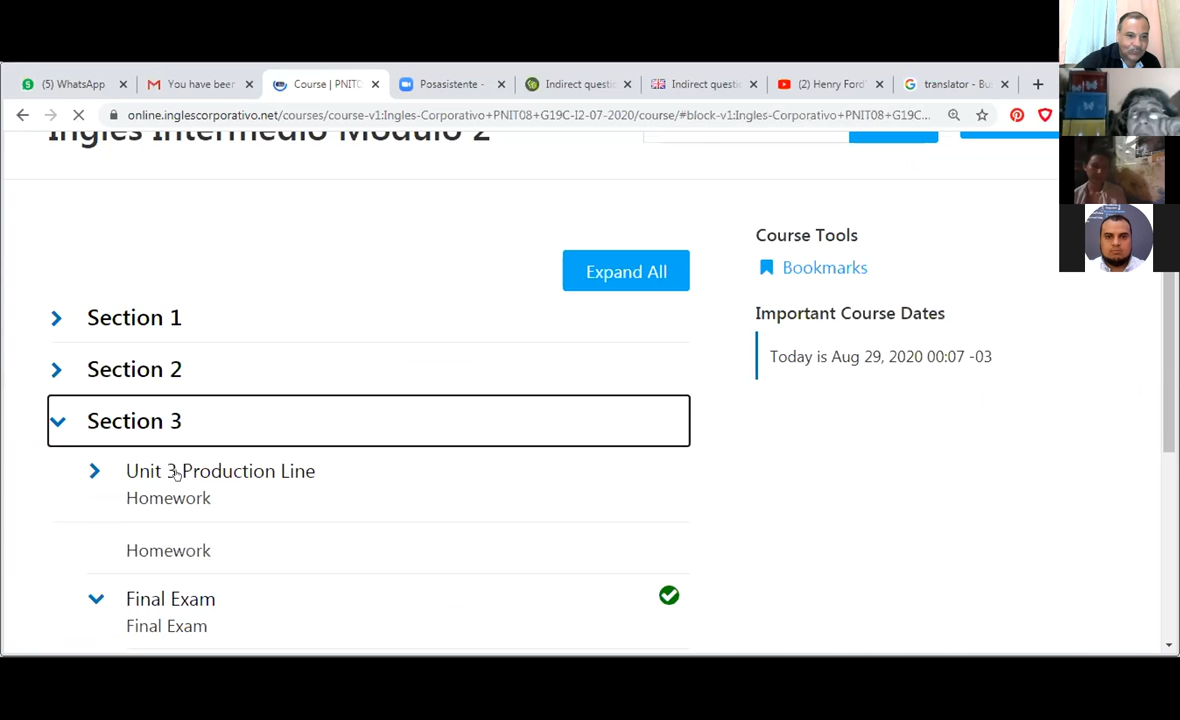 (5) WhatsApp
You have been
Course | PNITC
Posasistente -
Indirect questi
Indirect questi
(2) Henry Ford'
translator - Bu
online.inglescorporativo.net/courses/course-v1:Ingles-Corporativo+PNIT08+G19C-I2-07-2020/course/#block-v1:Ingles-Corporativo+PNIT08+G19C...
Ingles Intermedio Modulo 2
Expand All
Section 1
Section 2
Section 3
Unit 3 Production Line
Homework
Homework
Final Exam
Final Exam
Course Tools
Bookmarks
Important Course Dates
Today is Aug 29, 2020 00:07 -03